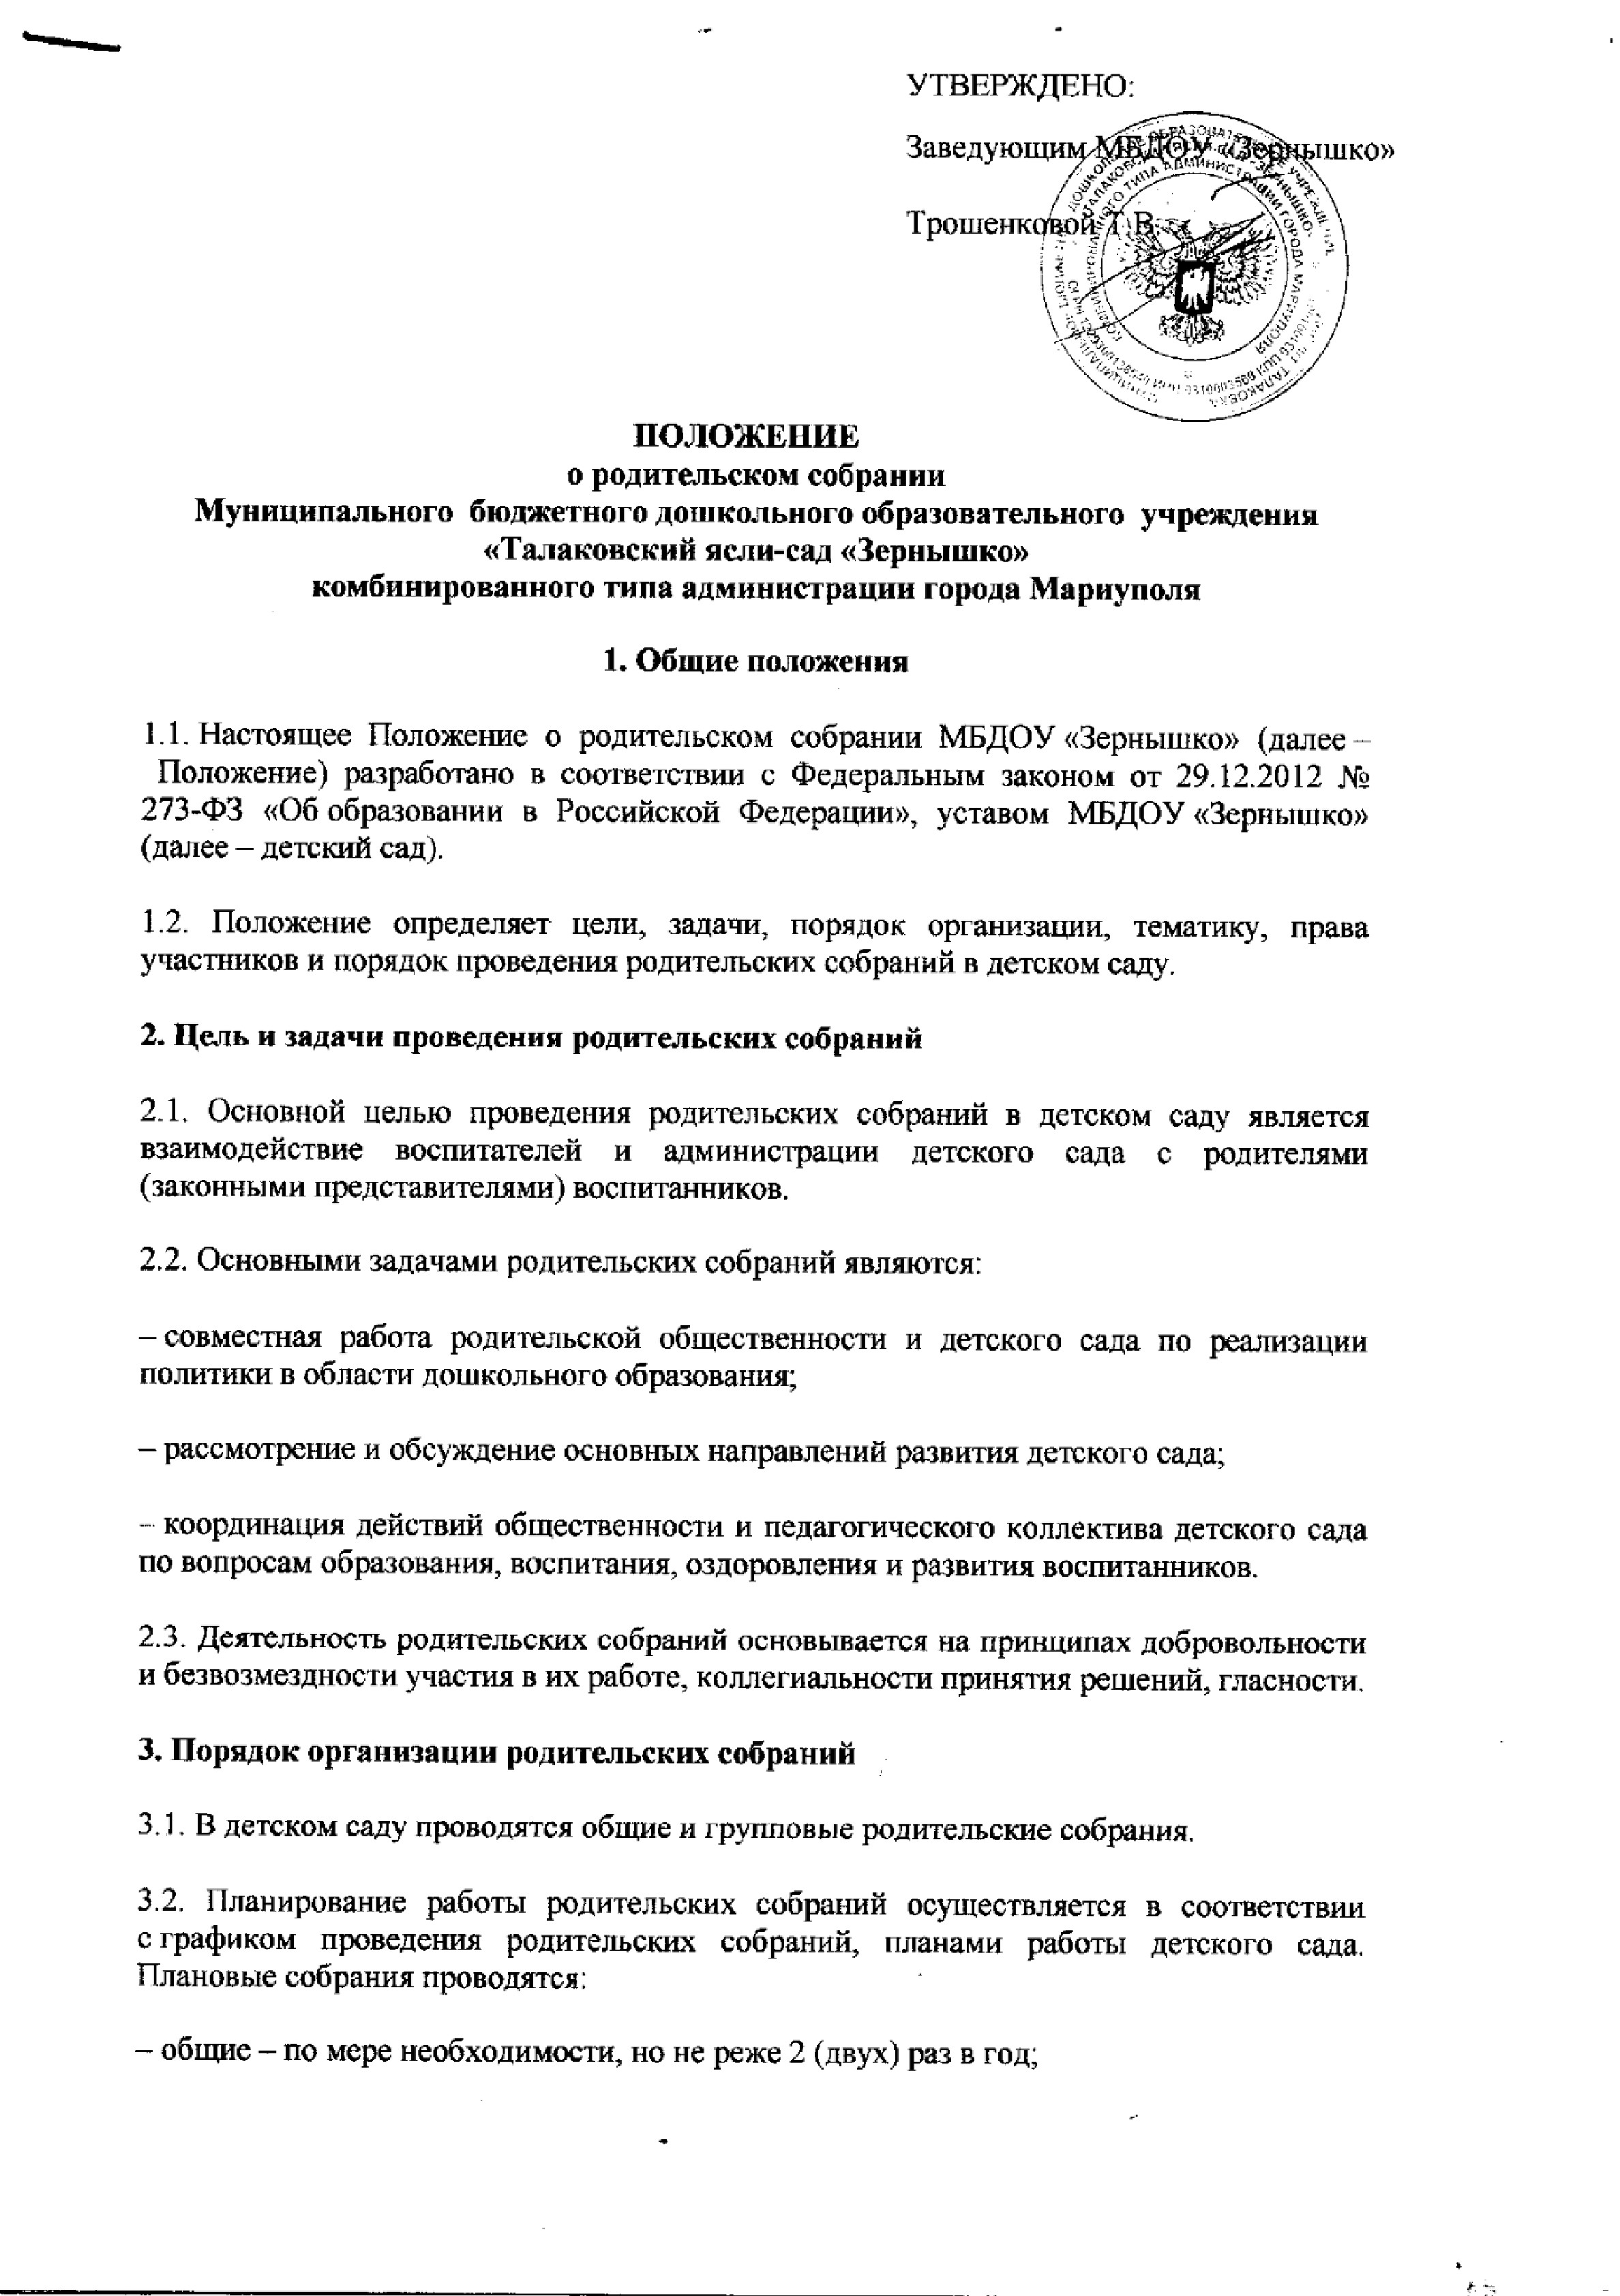 УТВЕРЖДЕНО:
Заведующим МБДОУ «Зернышко»
Трошенковой Т.В.
ПОЛОЖЕНИЕ
о родительском собрании
Муниципального бюджетного дошкольного образовательного учреждения
«Талаковский ясли-сад «Зернышко»
комбинированного типа администрации города Мариуполя
1. Общие положения
1.1. Настоящее Положение о родительском собрании МБДОУ «Зернышко» (далее –
Положение) разработано в соответствии с Федеральным законом от 29.12.2012 №
273-ФЗ «Об образовании в Российской Федерации», уставом МБДОУ «Зернышко»
(далее – детский сад).
1.2. Положение определяет цели, задачи, порядок организации, тематику, права
участников и порядок проведения родительских собраний в детском саду.
2. Цель и задачи проведения родительских собраний
2.1. Основной целью проведения родительских собраний в детском саду является
взаимодействие воспитателей и администрации детского сада с родителями
(законными представителями) воспитанников.
2.2. Основными задачами родительских собраний являются:
– совместная работа родительской общественности и детского сада по реализации
политики в области дошкольного образования;
– рассмотрение и обсуждение основных направлений развития детского сада;
– координация действий общественности и педагогического коллектива детского сада
по вопросам образования, воспитания, оздоровления и развития воспитанников.
2.3. Деятельность родительских собраний основывается на принципах добровольности
и безвозмездности участия в их работе, коллегиальности принятия решений, гласности.
3. Порядок организации родительских собраний
3.1. В детском саду проводятся общие и групповые родительские собрания.
3.2. Планирование работы родительских собраний осуществляется в соответствии
с графиком проведения родительских собраний, планами работы детского сада.
Плановые собрания проводятся:
– общие – по мере необходимости, но не реже 2 (двух) раз в год;